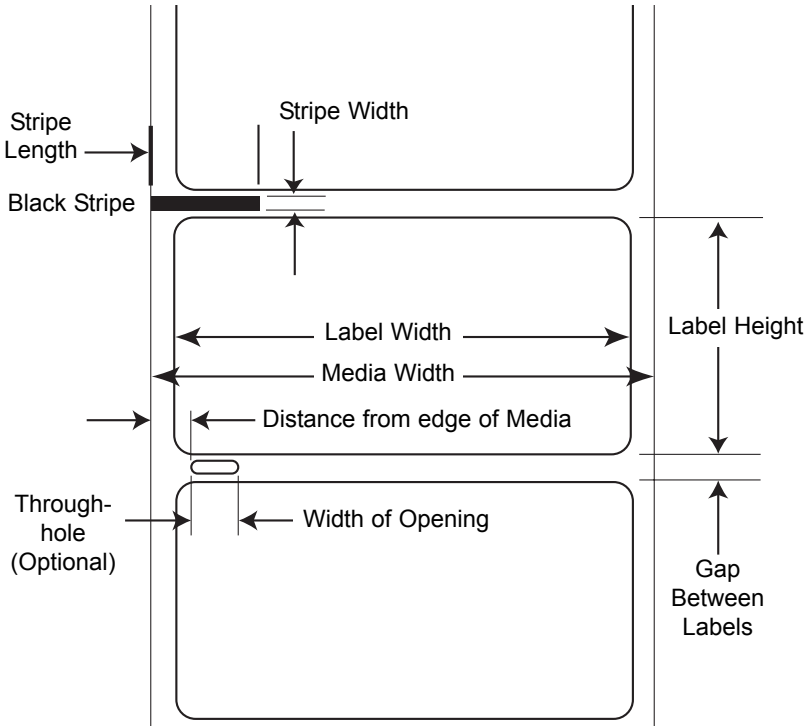 Stripe Width
Stripe
Length
Black Stripe
Label Width
Label Height
Media Width
Distance from edge of Media
Through-
hole
(Optional)
Width of Opening
Gap
Between
Labels